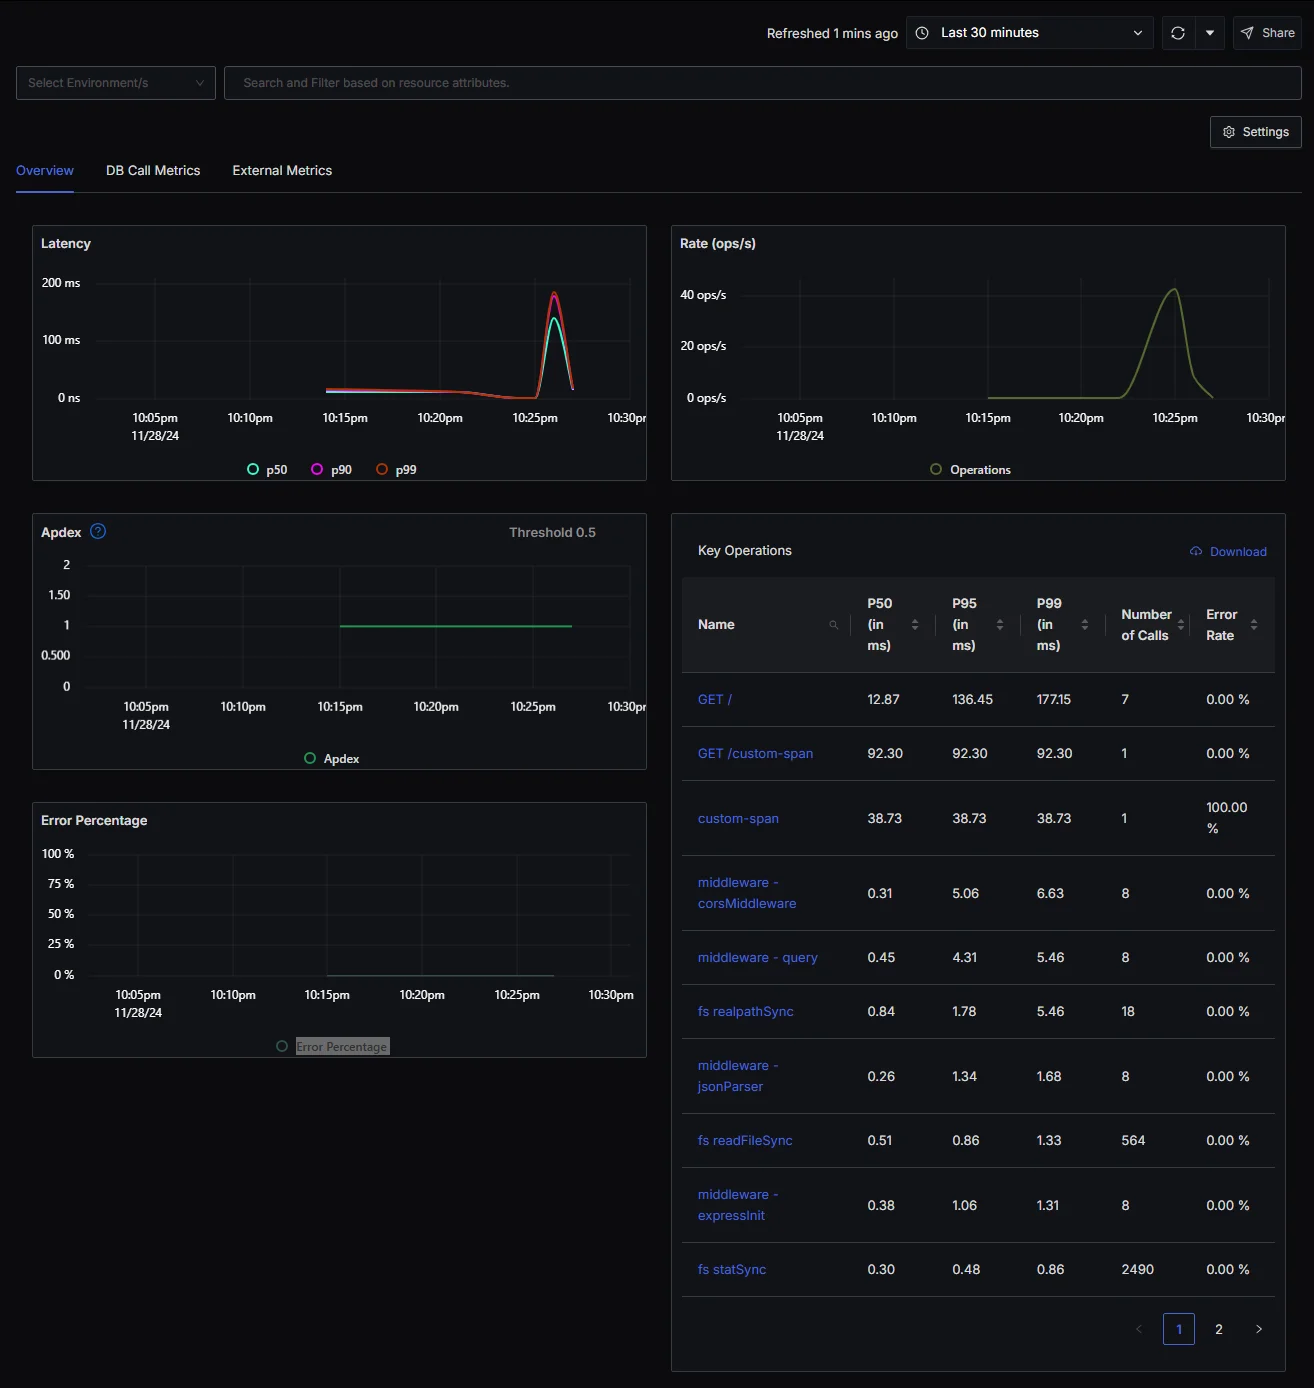 Refreshed 1 mins ago
Last 30 minutes
Share
Select Environment/s
Search and Filter based on resource attributes.
Settings
Overview
DB Call Metrics
External Metrics
Latency
200 ms
100 ms
0 ns
10:05pm 10:10pm 10:15pm 10:20pm 10:25pm 10:30pr
11/28/24
p50 p90 p99
Rate (ops/s)
40 ops/s
20 ops/s
0 ops/s
10:05pm 10:10pm 10:15pm 10:20pm 10:25pm 10:30pr
11/28/24
Operations
Apdex ?
Threshold 0.5
2
1.50
1
0.500
0
10:05pm 10:10pm 10:15pm 10:20pm 10:25pm 10:30pr
11/28/24
Apdex
Error Percentage
100 %
75 %
50 %
25 %
0 %
10:05pm 10:10pm 10:15pm 10:20pm 10:25pm 10:30pm
11/28/24
Error Percentage
Key Operations
Download
Name
P50
(in
ms)
P95
(in
ms)
P99
(in
ms)
Number
of Calls
Error
Rate
GET / 12.87 136.45 177.15 7 0.00 %
GET /custom-span 92.30 92.30 92.30 1 0.00 %
custom-span 38.73 38.73 38.73 1 100.00
%
middleware -
corsMiddleware 0.31 5.06 6.63 8 0.00 %
middleware - query 0.45 4.31 5.46 8 0.00 %
fs realpathSync 0.84 1.78 5.46 18 0.00 %
middleware -
jsonParser 0.26 1.34 1.68 8 0.00 %
fs readFileSync 0.51 0.86 1.33 564 0.00 %
middleware -
expressInit 0.38 1.06 1.31 8 0.00 %
fs statSync 0.30 0.48 0.86 2490 0.00 %
< 1 2 >